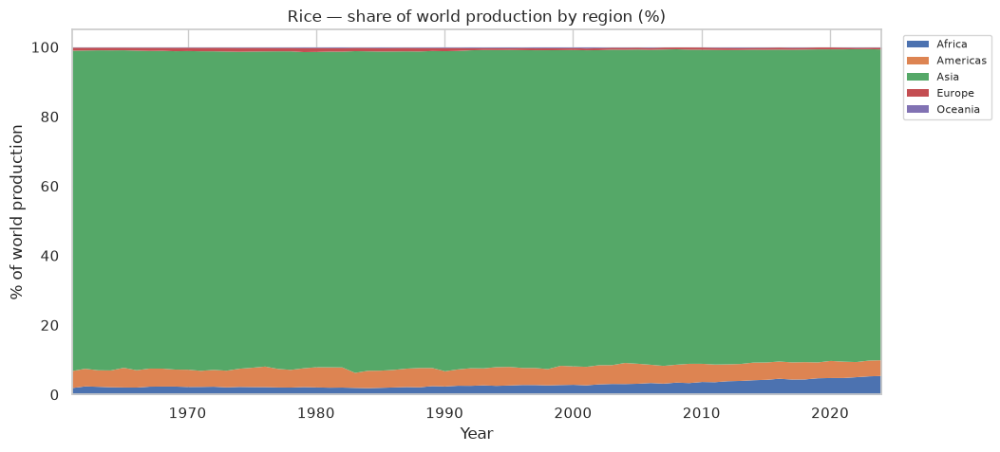 Rice — share of world production by region (%)
% of world production
100
80
60
40
20
0
1970 1980 1990 2000 2010 2020
Year
Africa
Americas
Asia
Europe
Oceania